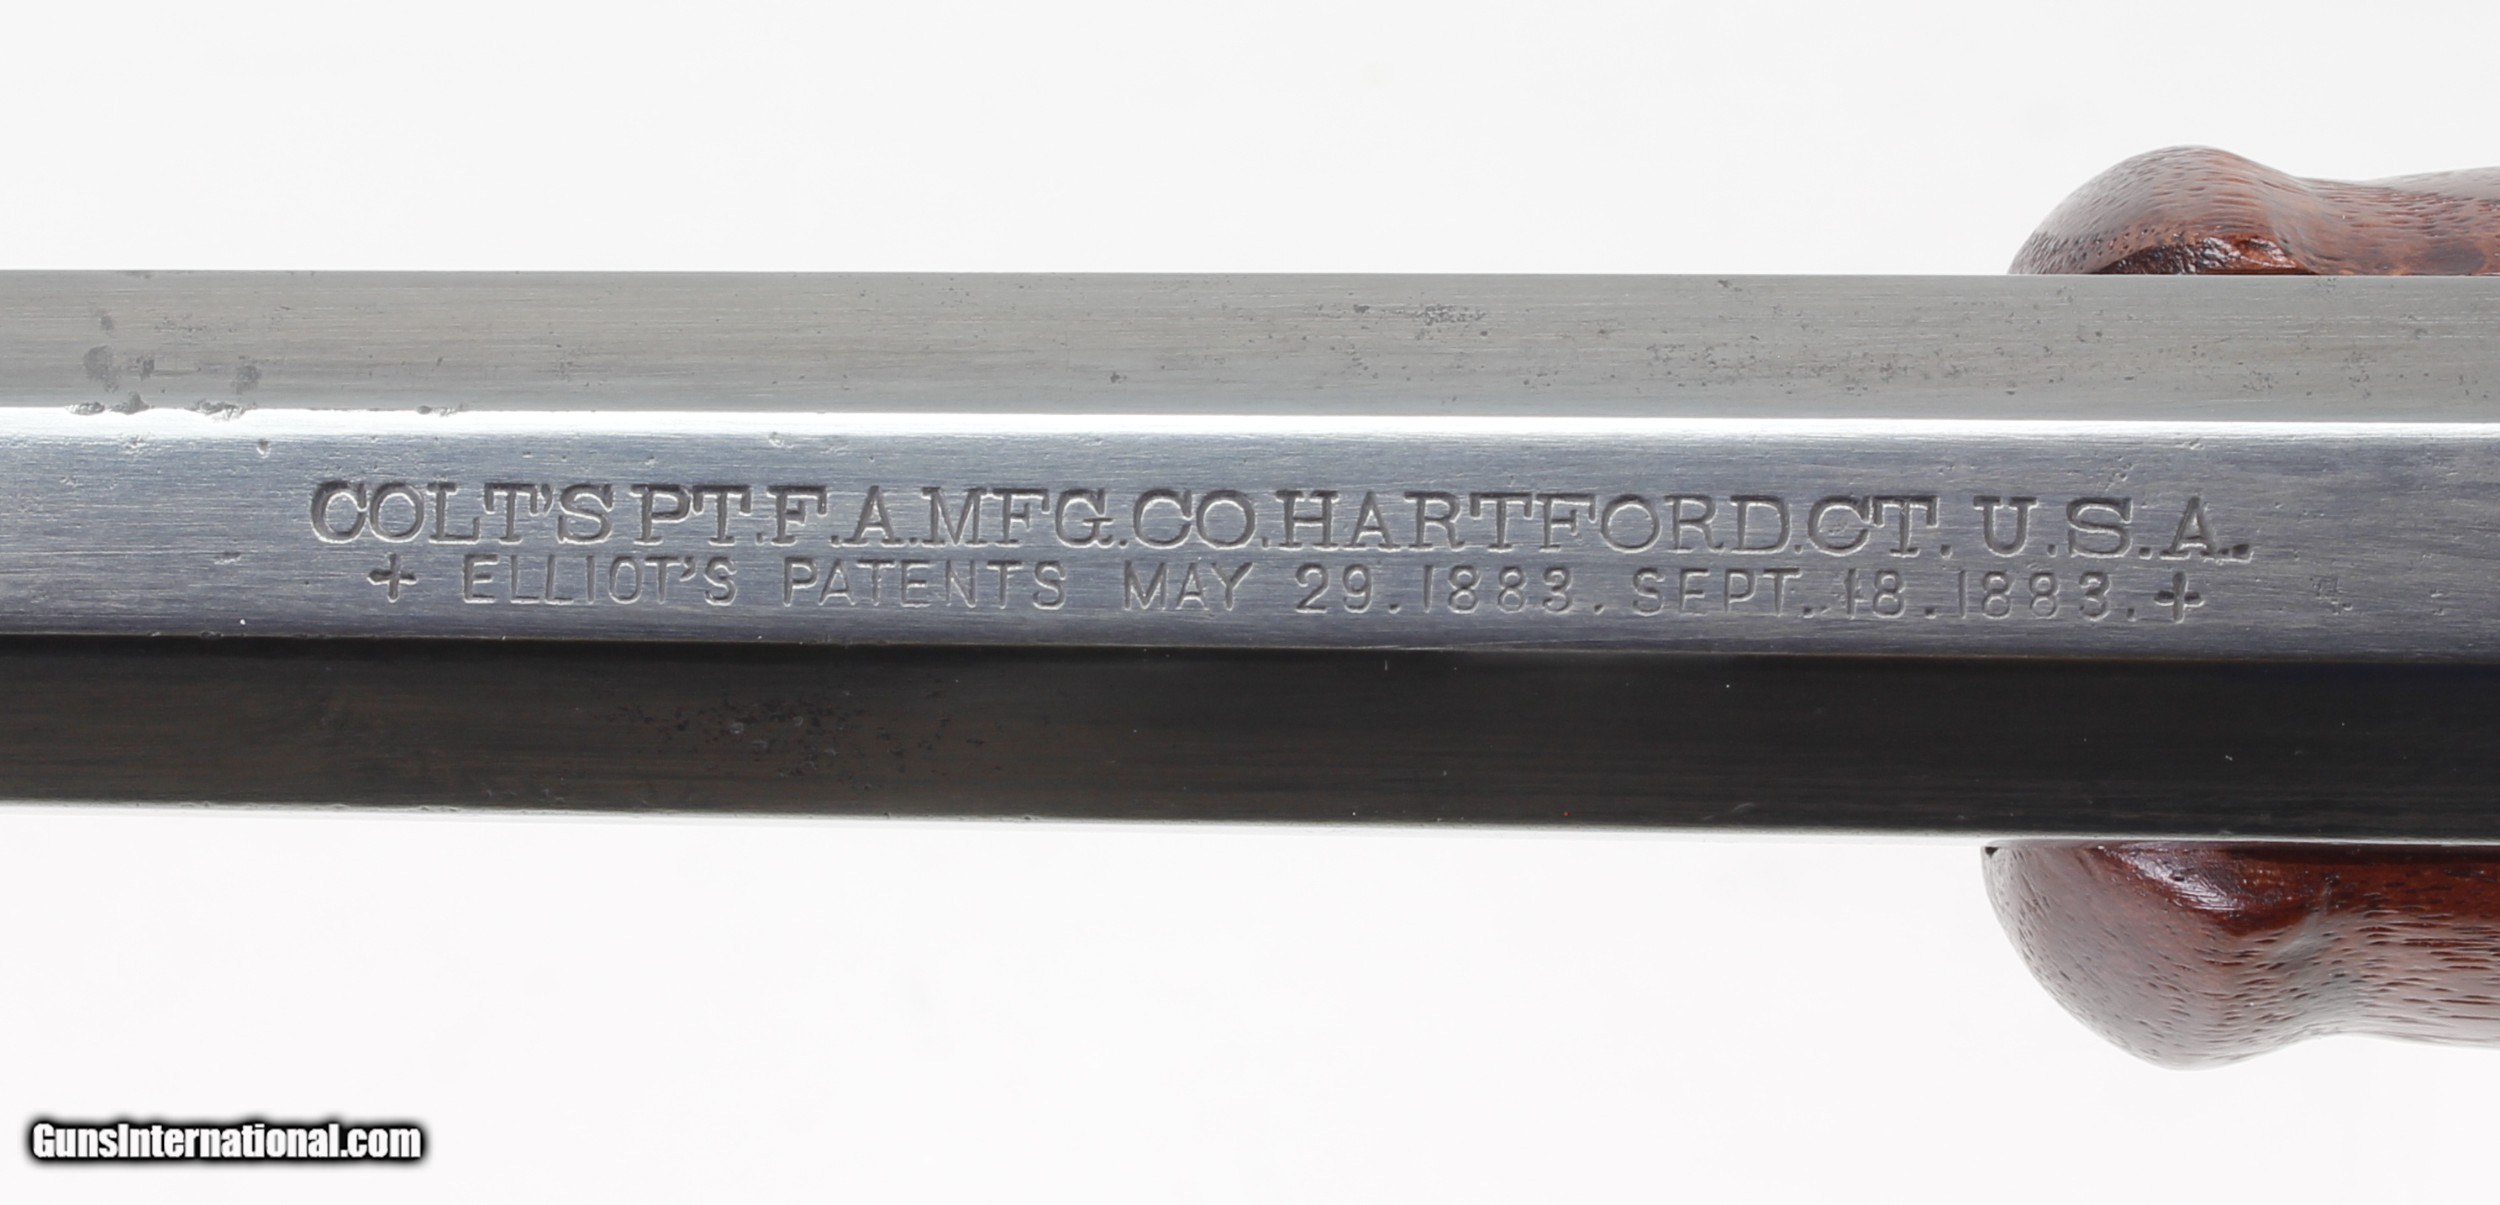 COLT'S PT.F.A.MFG.CO.HARTFORD.CT.U.S.A.
+ ELLIOT'S PATENTS MAY 29.1883. SEPT.18.1883.+
GunsInternational.com